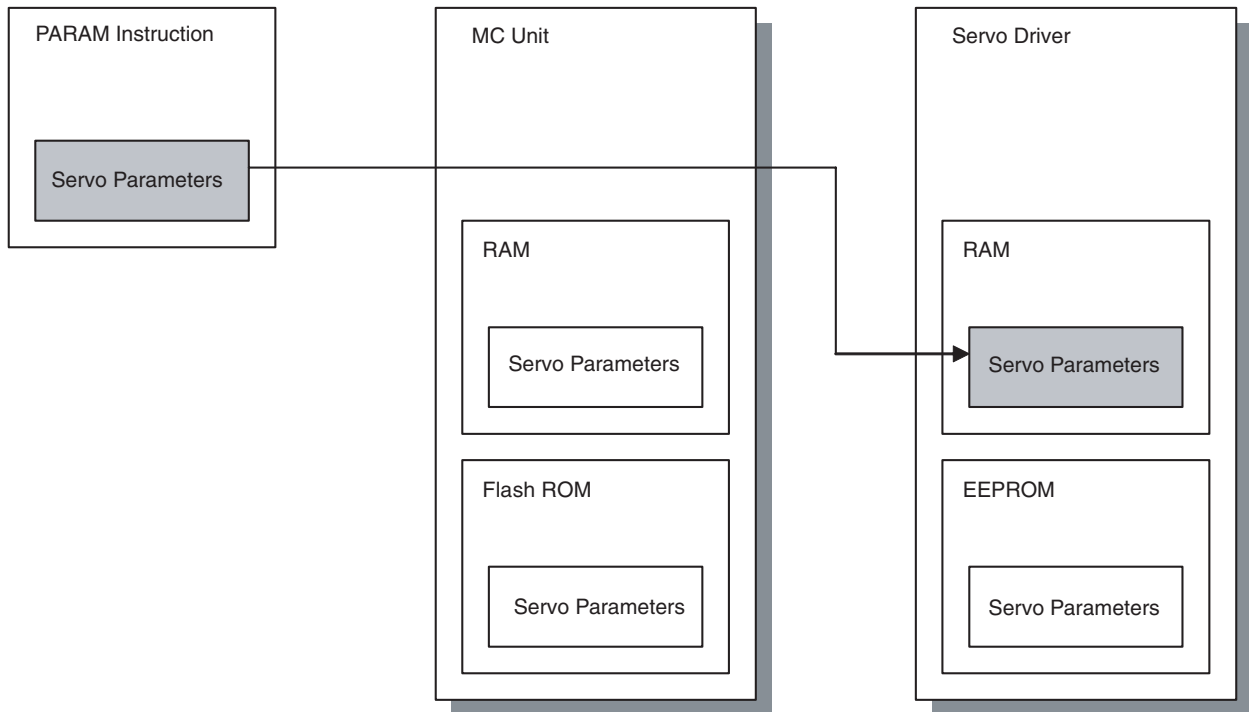 PARAM Instruction
Servo Parameters
MC Unit
RAM
Servo Parameters
Flash ROM
Servo Parameters
Servo Driver
RAM
Servo Parameters
EEPROM
Servo Parameters